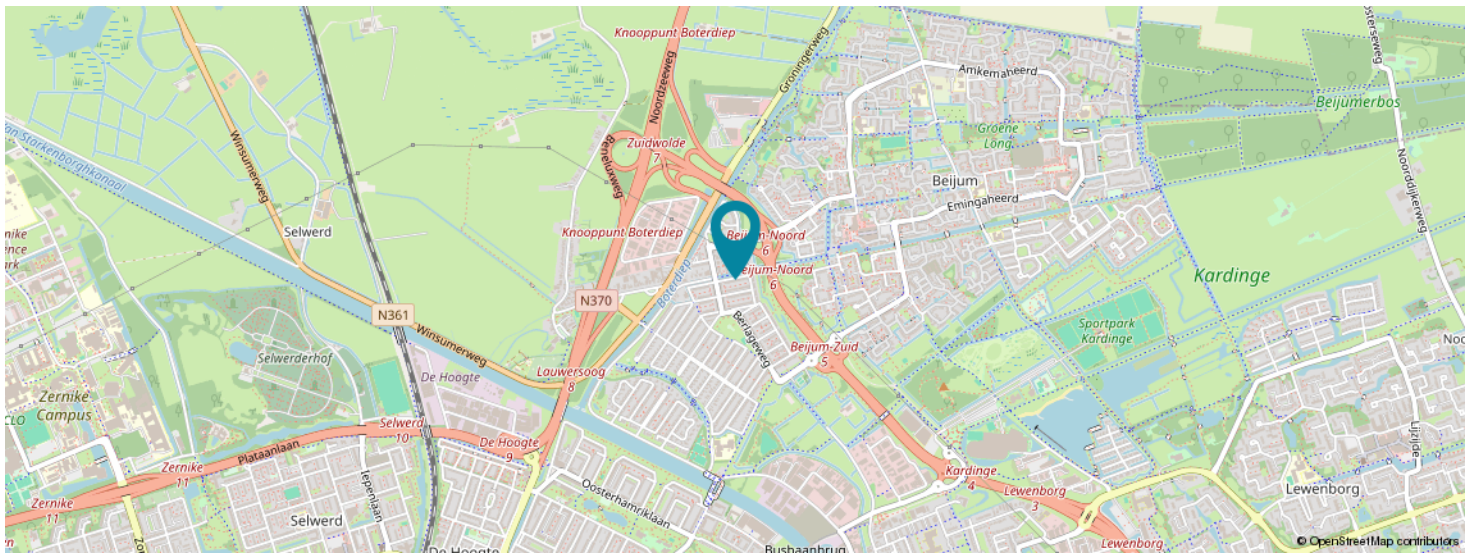 Knooppunt Boterdiep
Noordzeeweg
Groningerweg
Amkemaheerd
Beijumerbos
Groene
Long
Winsumerweg
Zuidwolde
7
Beneluxweg
Beijum
Noorddijkerweg
Emingaheerd
Selwerd
Knooppunt Boterdiep
Beijum-Noord
6
Beijum-Noord
6
Boterdiep
Kardinge
N370
N361
Winsumerweg
Berlageweg
Sportpark
Kardinge
Beijum-Zuid
5
Selwerderhof
Lauwersoog
8
De Hoogte
Zernike
Campus
Selwerd
10
De Hoogte
9
Plataanlaan
Zernike
11
Iepenlaan
Lijzijde
Kardinge
4
Lewenborg
3
Lewenborg
Oosterhamriklaan
Zernike
11
Selwerd
De Hoogte
Busbaanbrug
Lewenborg
© OpenStreetMap contributors